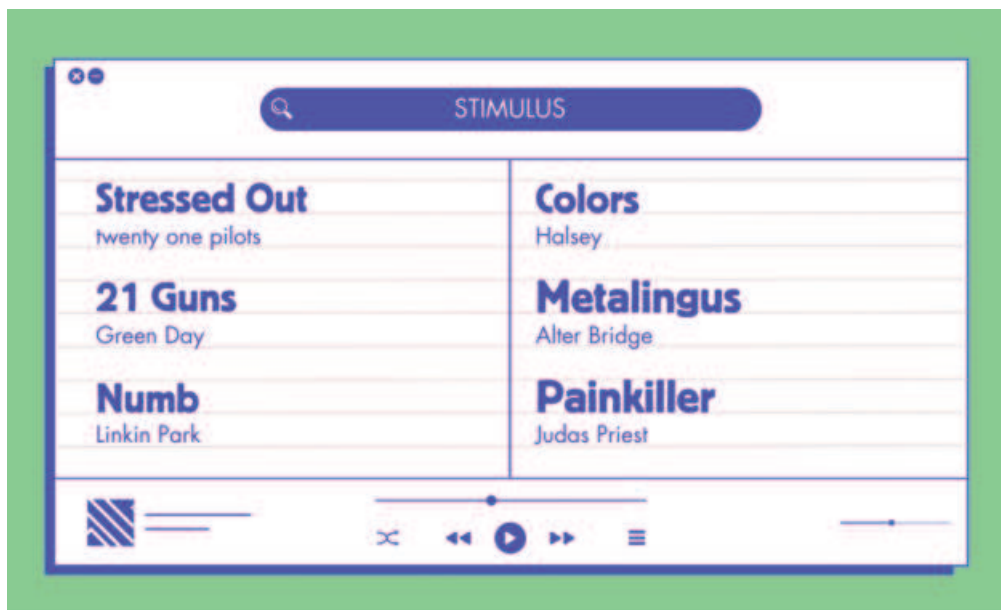 STIMULUS
Stressed Out
twenty one pilots
21 Guns
Green Day
Numb
Linkin Park
Colors
Halsey
Metalingus
Alter Bridge
Painkiller
Judas Priest